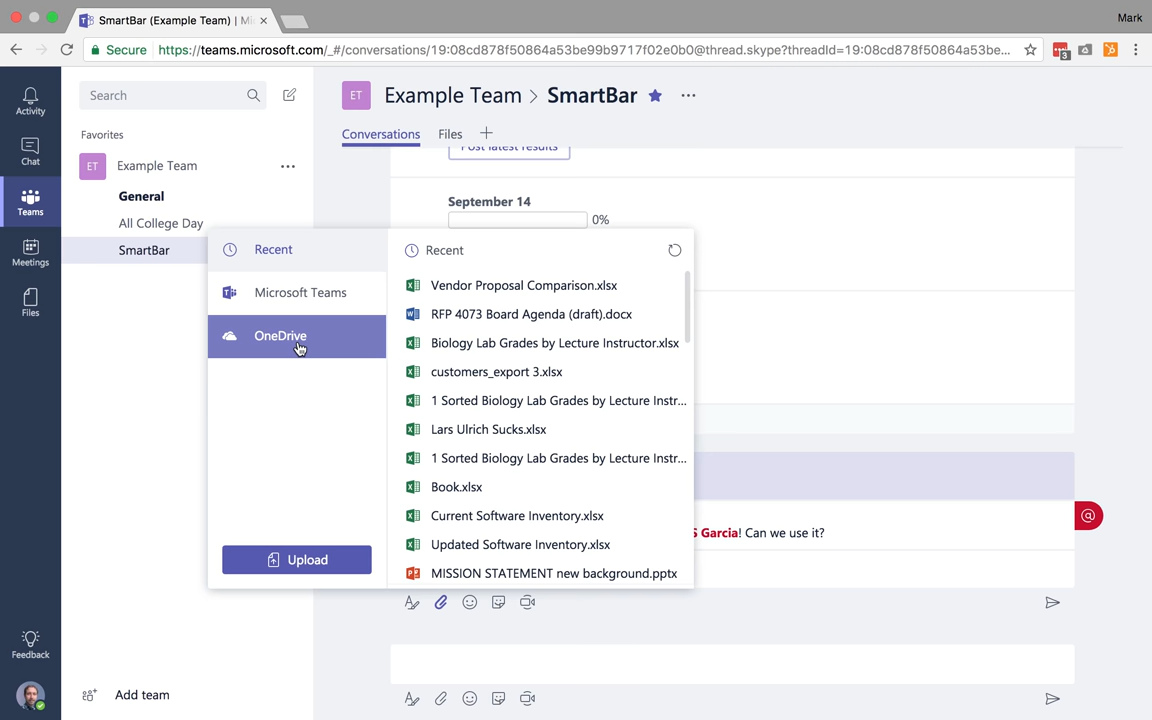 SmartBar (Example Team) | Mi
Mark
Secure https://teams.microsoft.com/_#/conversations/19:08cd878f50864a53be99b9717f02e0b0@thread.skype?threadId=19:08cd878f50864a53be...
3
Activity
Chat
Teams
Meetings
Files
Feedback
Search
Favorites
ET Example Team
General
All College Day
SmartBar
Add team
ET Example Team > SmartBar
Conversations Files
Post latest results
September 14
0%
Recent
Microsoft Teams
OneDrive
Upload
Recent
Vendor Proposal Comparison.xlsx
RFP 4073 Board Agenda (draft).docx
Biology Lab Grades by Lecture Instructor.xlsx
customers_export 3.xlsx
1 Sorted Biology Lab Grades by Lecture Instr...
Lars Ulrich Sucks.xlsx
1 Sorted Biology Lab Grades by Lecture Instr...
Book.xlsx
Current Software Inventory.xlsx
Updated Software Inventory.xlsx
MISSION STATEMENT new background.pptx
S Garcia! Can we use it?